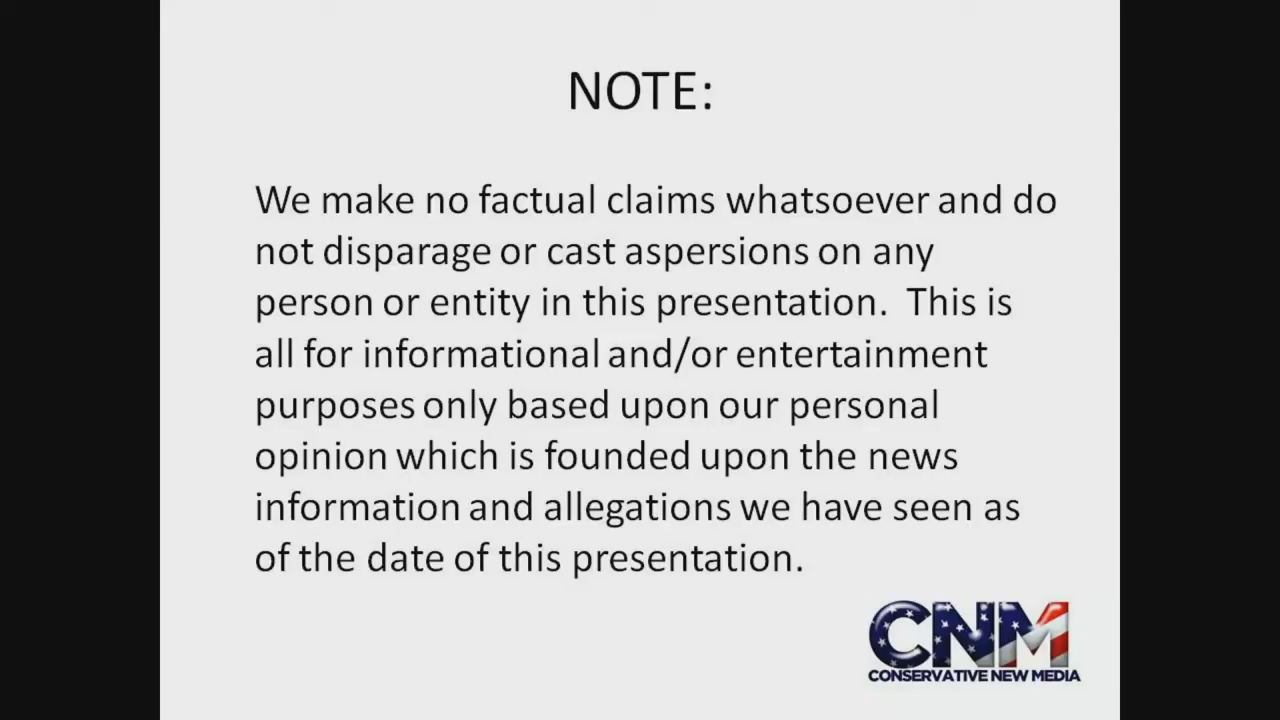 NOTE:
We make no factual claims whatsoever and do
not disparage or cast aspersions on any
person or entity in this presentation.  This is
all for informational and/or entertainment
purposes only based upon our personal
opinion which is founded upon the news
information and allegations we have seen as
of the date of this presentation.
CNM
CONSERVATIVE NEW MEDIA